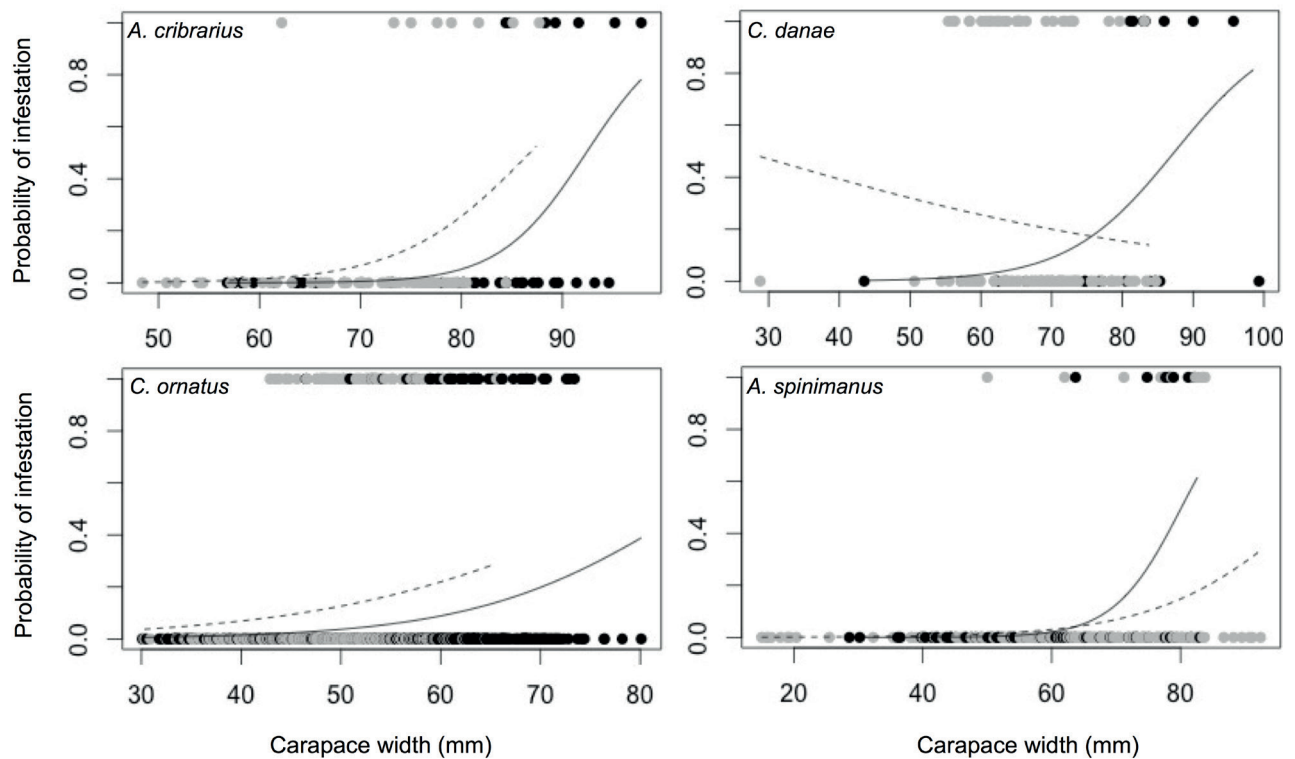 A. cribrarius
Probability of infestation
0.0 0.4 0.8
50 60 70 80 90
C. danae
0.0 0.4 0.8
30 40 50 60 70 80 90 100
C. ornatus
Probability of infestation
0.0 0.4 0.8
30 40 50 60 70 80
Carapace width (mm)
A. spinimanus
0.0 0.4 0.8
20 40 60 80
Carapace width (mm)